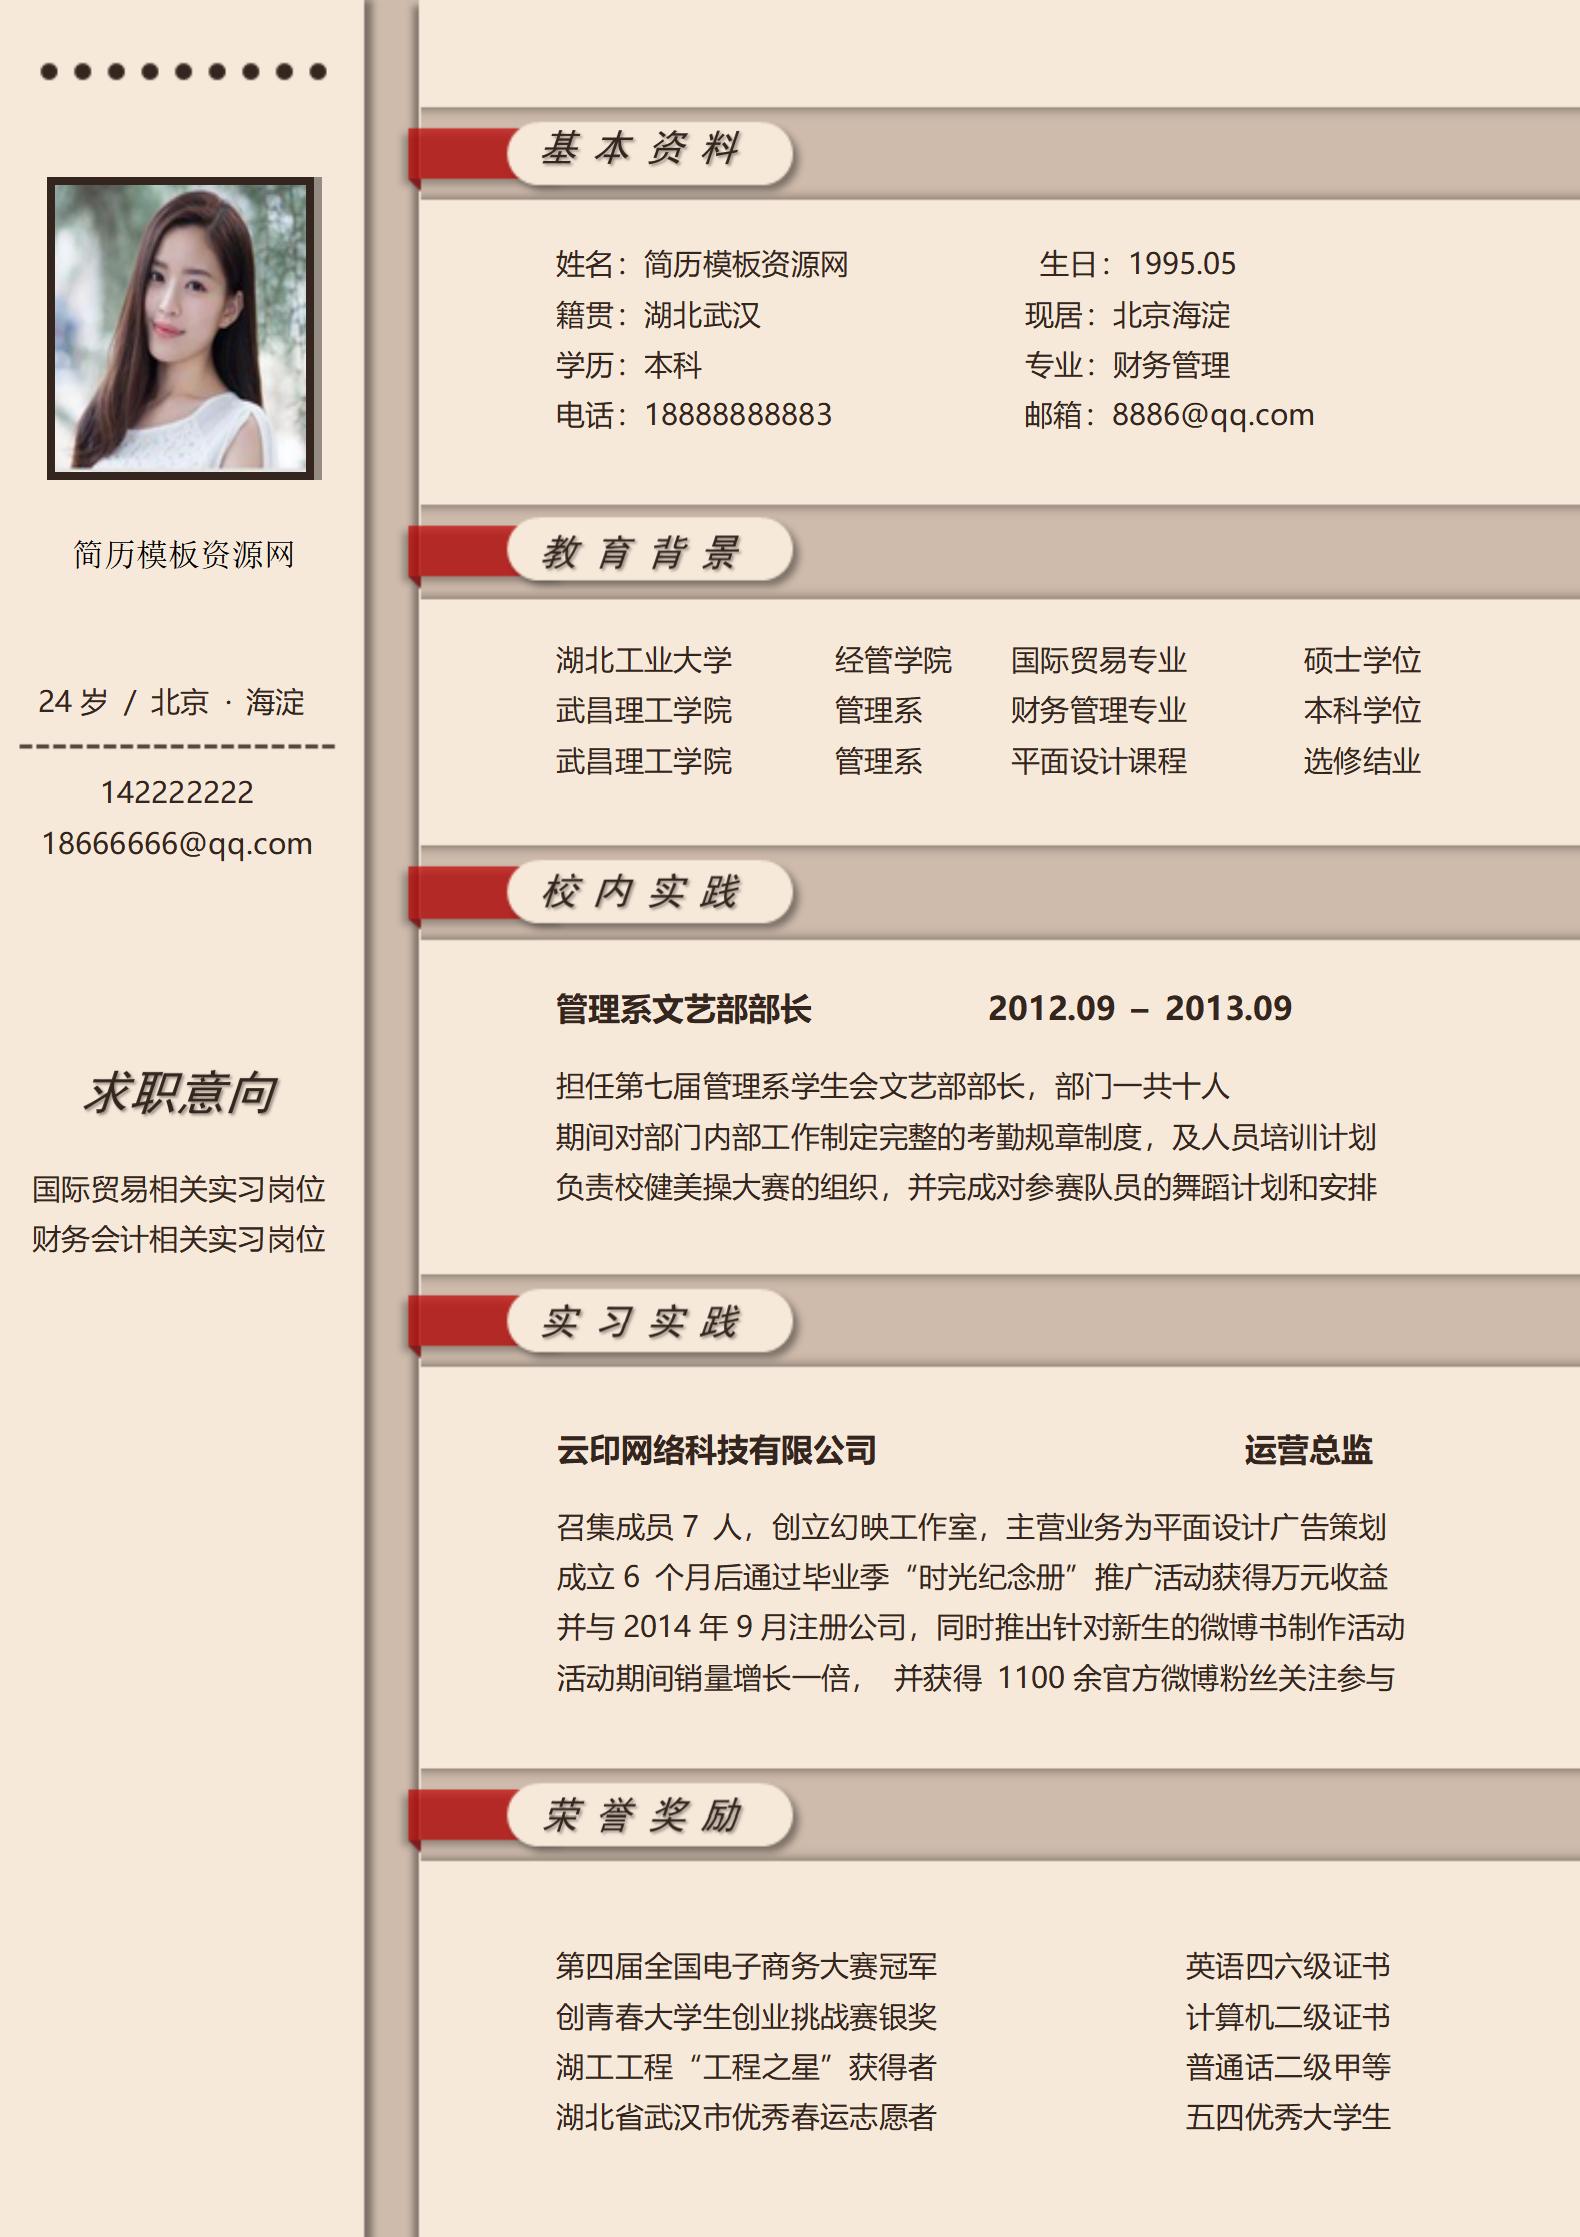 简历模板资源网
24 岁 / 北京 · 海淀
142222222
18666666@qq.com
求职意向
国际贸易相关实习岗位
财务会计相关实习岗位
基本资料
姓名：简历模板资源网 生日：1995.05
籍贯：湖北武汉 现居：北京海淀
学历：本科 专业：财务管理
电话：18888888883 邮箱：8886@qq.com
教育背景
湖北工业大学 经管学院 国际贸易专业 硕士学位
武昌理工学院 管理系 财务管理专业 本科学位
武昌理工学院 管理系 平面设计课程 选修结业
校内实践
管理系文艺部部长 2012.09 – 2013.09
担任第七届管理系学生会文艺部部长，部门一共十人
期间对部门内部工作制定完整的考勤规章制度，及人员培训计划
负责校健美操大赛的组织，并完成对参赛队员的舞蹈计划和安排
实习实践
云印网络科技有限公司 运营总监
召集成员 7 人，创立幻映工作室，主营业务为平面设计广告策划
成立 6 个月后通过毕业季“时光纪念册”推广活动获得万元收益
并与 2014 年 9 月注册公司，同时推出针对新生的微博书制作活动
活动期间销量增长一倍， 并获得 1100 余官方微博粉丝关注参与
荣誉奖励
第四届全国电子商务大赛冠军 英语四六级证书
创青春大学生创业挑战赛银奖 计算机二级证书
湖工工程“工程之星”获得者 普通话二级甲等
湖北省武汉市优秀春运志愿者 五四优秀大学生